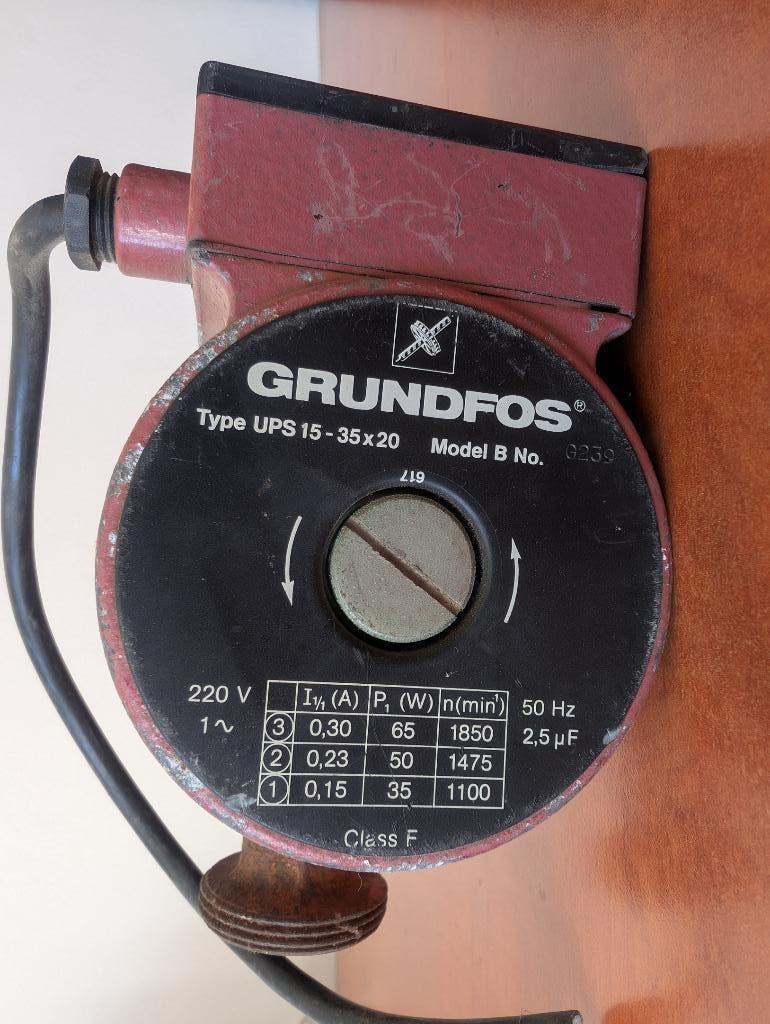 GRUNDFOS®
Type UPS 15-35x20 Model B No. G239
617
220 V
1∿
I1/1 (A) P1 (W) n(min⁻¹)
3 0,30 65 1850
2 0,23 50 1475
1 0,15 35 1100
50 Hz
2,5 µF
Class F